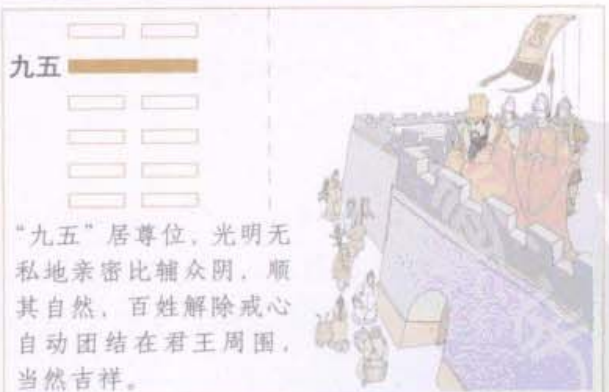 九五
“九五”居尊位，光明无
私地亲密比辅众阴，顺
其自然，百姓解除戒心
自动团结在君王周围，
当然吉祥。